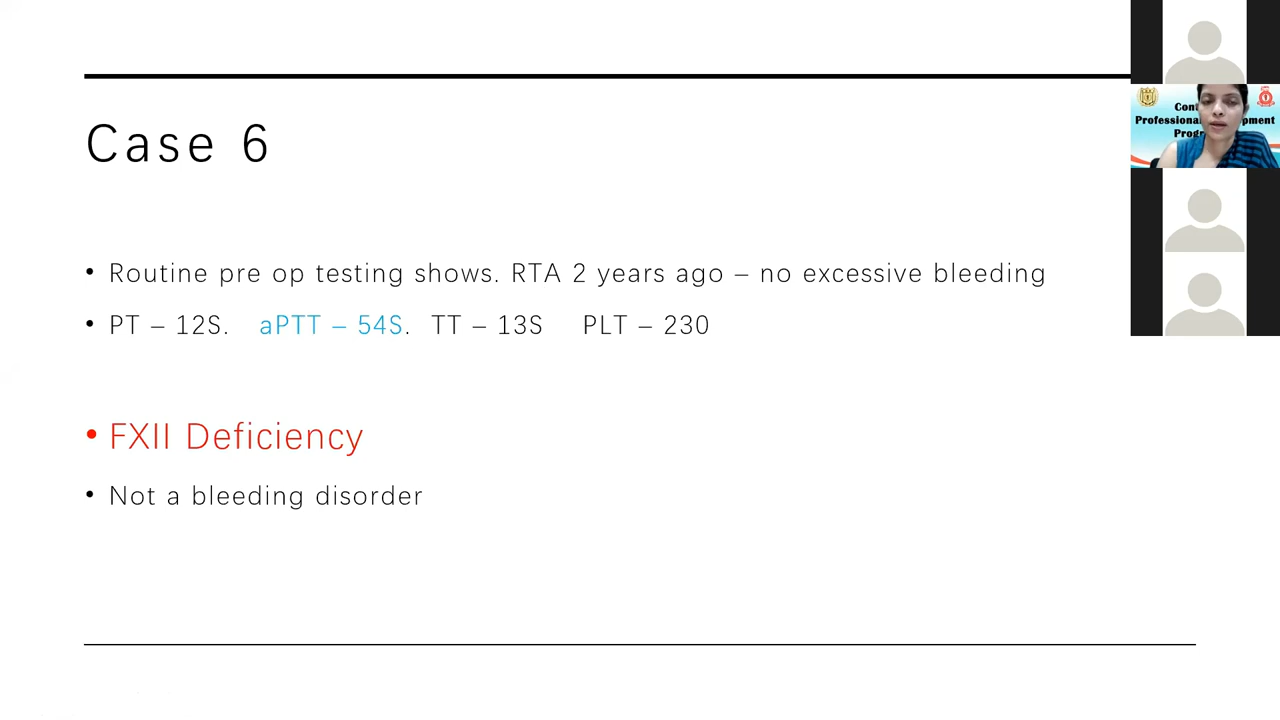 Case 6
• Routine pre op testing shows. RTA 2 years ago – no excessive bleeding
• PT – 12S. aPTT – 54S. TT – 13S PLT – 230
• FXII Deficiency
• Not a bleeding disorder
Professional